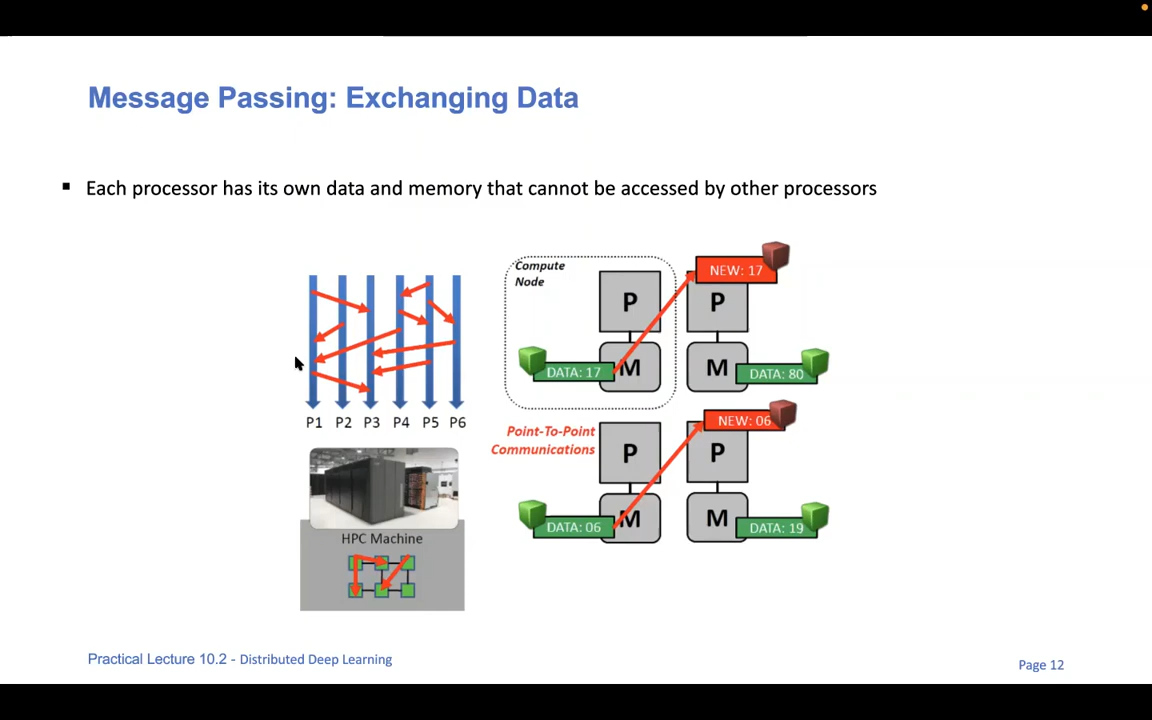 Message Passing: Exchanging Data
▪ Each processor has its own data and memory that cannot be accessed by other processors
P1 P2 P3 P4 P5 P6
HPC Machine
Compute
Node
P
M
DATA: 17
NEW: 17
P
M
DATA: 80
Point-To-Point
Communications
P
M
DATA: 06
NEW: 06
P
M
DATA: 19
Practical Lecture 10.2 - Distributed Deep Learning
Page 12